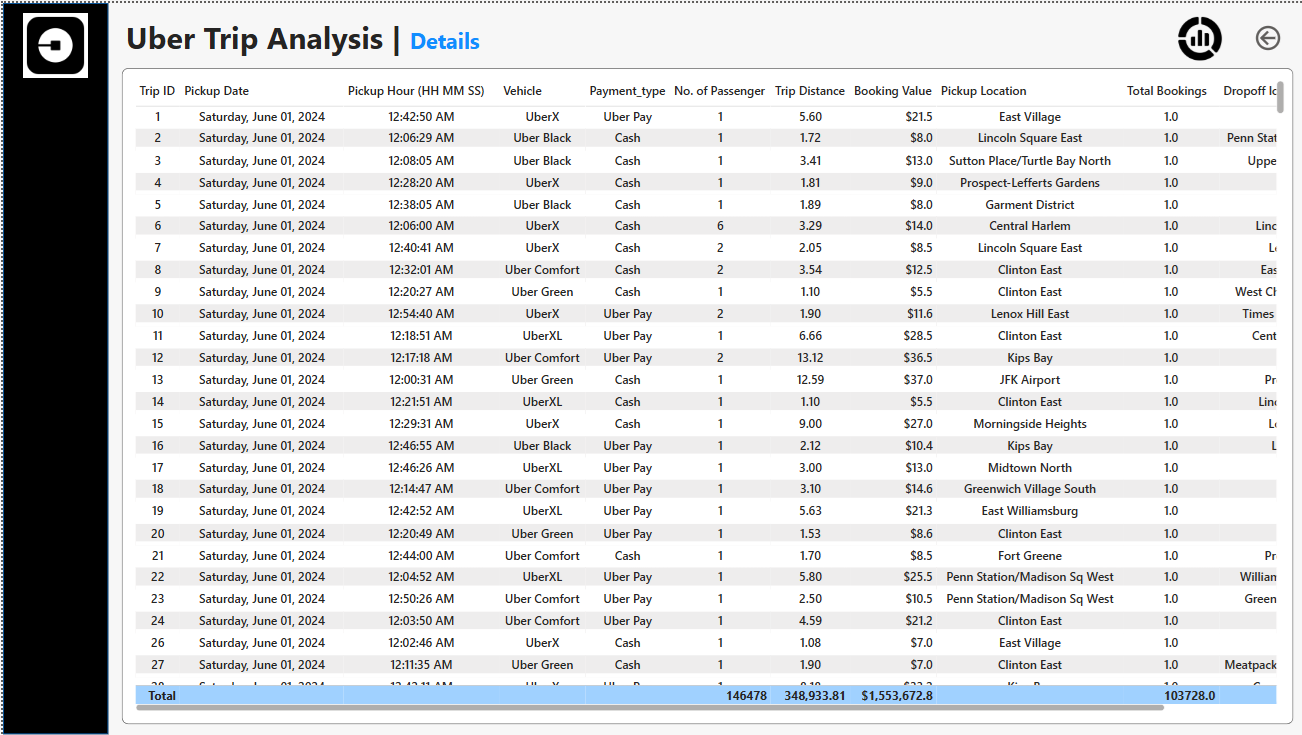 Uber Trip Analysis | Details
Trip ID Pickup Date Pickup Hour (HH MM SS) Vehicle Payment_type No. of Passenger Trip Distance Booking Value Pickup Location Total Bookings Dropoff
1 Saturday, June 01, 2024 12:42:50 AM UberX Uber Pay 1 5.60 $21.5 East Village 1.0
2 Saturday, June 01, 2024 12:06:29 AM Uber Black Cash 1 1.72 $8.0 Lincoln Square East 1.0 Penn
3 Saturday, June 01, 2024 12:08:05 AM Uber Black Cash 1 3.41 $13.0 Sutton Place/Turtle Bay North 1.0 Uppe
4 Saturday, June 01, 2024 12:28:20 AM UberX Cash 1 1.81 $9.0 Prospect-Lefferts Gardens 1.0
5 Saturday, June 01, 2024 12:38:05 AM Uber Black Cash 1 1.89 $8.0 Garment District 1.0
6 Saturday, June 01, 2024 12:06:00 AM UberX Cash 6 3.29 $14.0 Central Harlem 1.0 Linc
7 Saturday, June 01, 2024 12:40:41 AM UberX Cash 2 2.05 $8.5 Lincoln Square East 1.0
8 Saturday, June 01, 2024 12:32:01 AM Uber Comfort Cash 2 3.54 $12.5 Clinton East 1.0 Eas
9 Saturday, June 01, 2024 12:20:27 AM Uber Green Cash 1 1.10 $5.5 Clinton East 1.0 West Ch
10 Saturday, June 01, 2024 12:54:40 AM UberX Uber Pay 2 1.90 $11.6 Lenox Hill East 1.0 Times
11 Saturday, June 01, 2024 12:18:51 AM UberXL Uber Pay 1 6.66 $28.5 Clinton East 1.0 Cent
12 Saturday, June 01, 2024 12:17:18 AM Uber Comfort Uber Pay 2 13.12 $36.5 Kips Bay 1.0
13 Saturday, June 01, 2024 12:00:31 AM Uber Green Cash 1 12.59 $37.0 JFK Airport 1.0 Pr
14 Saturday, June 01, 2024 12:21:51 AM UberXL Cash 1 1.10 $5.5 Clinton East 1.0 Linc
15 Saturday, June 01, 2024 12:29:31 AM UberX Cash 1 9.00 $27.0 Morningside Heights 1.0
16 Saturday, June 01, 2024 12:46:55 AM Uber Black Uber Pay 1 2.12 $10.4 Kips Bay 1.0 L
17 Saturday, June 01, 2024 12:46:26 AM UberXL Uber Pay 1 3.00 $13.0 Midtown North 1.0
18 Saturday, June 01, 2024 12:14:47 AM Uber Comfort Uber Pay 1 3.10 $14.6 Greenwich Village South 1.0
19 Saturday, June 01, 2024 12:42:52 AM UberXL Uber Pay 1 5.63 $21.3 East Williamsburg 1.0
20 Saturday, June 01, 2024 12:20:49 AM Uber Green Uber Pay 1 1.53 $8.6 Clinton East 1.0
21 Saturday, June 01, 2024 12:44:00 AM Uber Comfort Cash 1 1.70 $8.5 Fort Greene 1.0 Pr
22 Saturday, June 01, 2024 12:04:52 AM UberXL Uber Pay 1 5.80 $25.5 Penn Station/Madison Sq West 1.0 William
23 Saturday, June 01, 2024 12:50:26 AM Uber Comfort Uber Pay 1 2.50 $10.5 Penn Station/Madison Sq West 1.0 Green
24 Saturday, June 01, 2024 12:03:50 AM Uber Comfort Uber Pay 1 4.59 $21.2 Clinton East 1.0
26 Saturday, June 01, 2024 12:02:46 AM UberX Cash 1 1.08 $7.0 East Village 1.0
27 Saturday, June 01, 2024 12:11:35 AM Uber Green Cash 1 1.90 $7.0 Clinton East 1.0 Meatpack
Total 146478 348,933.81 $1,553,672.8 103728.0